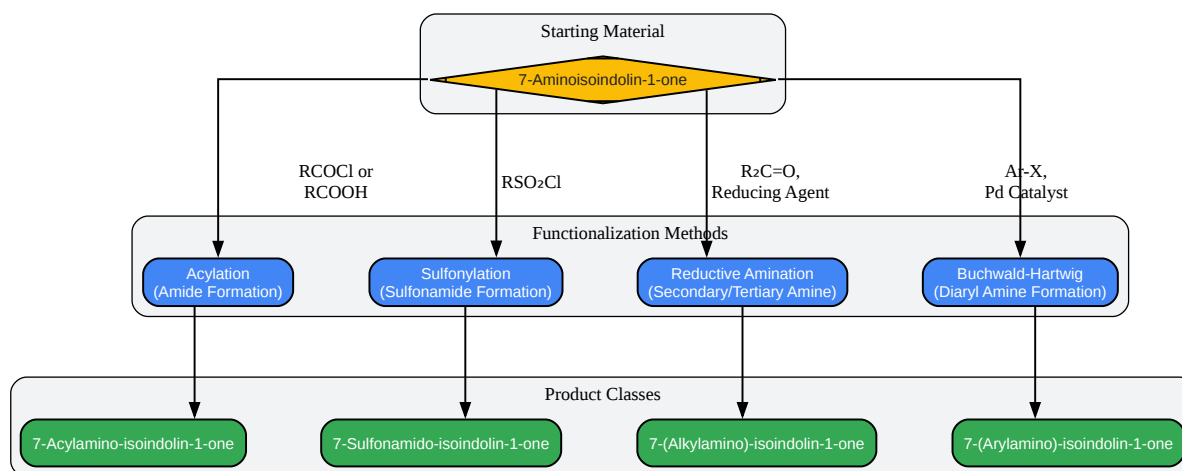 Starting Material
7-Aminoisoindolin-1-one
RCOCl or
RCOOH
RSO₂Cl
R₂C=O,
Reducing Agent
Ar-X,
Pd Catalyst
Functionalization Methods
Acylation
(Amide Formation)
Sulfonylation
(Sulfonamide Formation)
Reductive Amination
(Secondary/Tertiary Amine)
Buchwald-Hartwig
(Diaryl Amine Formation)
Product Classes
7-Acylamino-isoindolin-1-one
7-Sulfonamido-isoindolin-1-one
7-(Alkylamino)-isoindolin-1-one
7-(Arylamino)-isoindolin-1-one